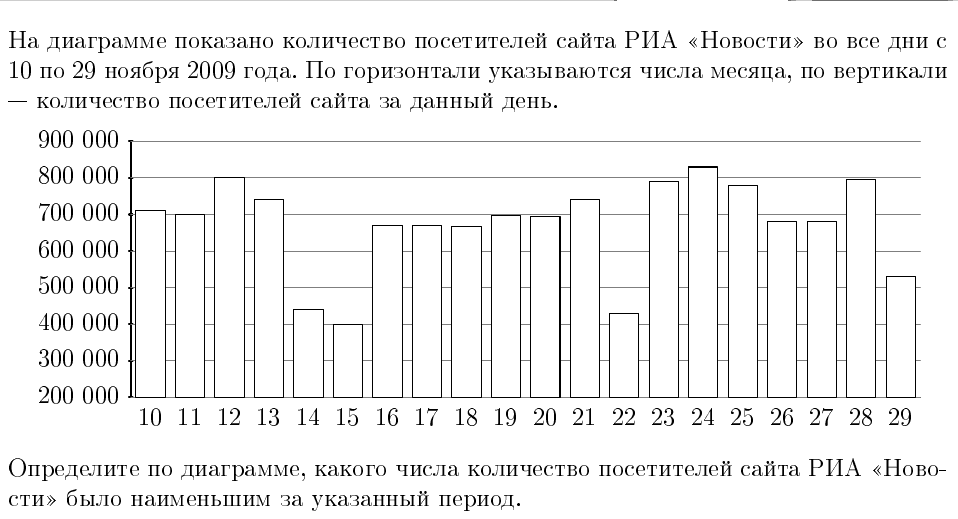 На диаграмме показано количество посетителей сайта РИА «Новости» во все дни с
10 по 29 ноября 2009 года. По горизонтали указываются числа месяца, по вертикали
— количество посетителей сайта за данный день.
900 000
800 000
700 000
600 000
500 000
400 000
300 000
200 000
10 11 12 13 14 15 16 17 18 19 20 21 22 23 24 25 26 27 28 29
Определите по диаграмме, какого числа количество посетителей сайта РИА «Ново-
сти» было наименьшим за указанный период.